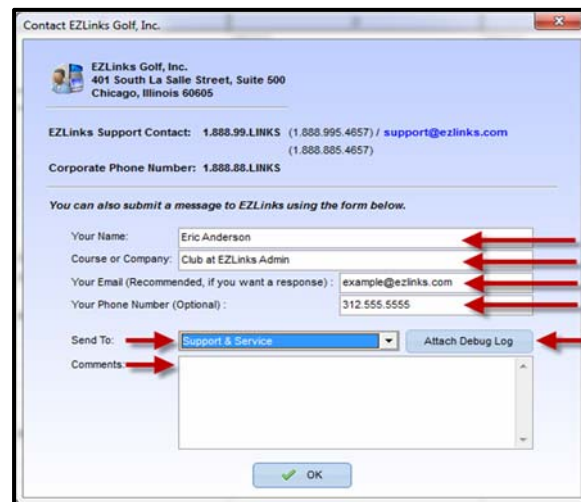 Contact EZLinks Golf, Inc.
EZLinks Golf, Inc.
401 South La Salle Street, Suite 500
Chicago, Illinois 60605
EZLinks Support Contact: 1.888.99.LINKS (1.888.995.4657) / support@ezlinks.com
(1.888.885.4657)
Corporate Phone Number: 1.888.88.LINKS
You can also submit a message to EZLinks using the form below.
Your Name: Eric Anderson
Course or Company: Club at EZLinks Admin
Your Email (Recommended, if you want a response) : example@ezlinks.com
Your Phone Number (Optional) : 312.555.5555
Send To: Support & Service Attach Debug Log
Comments:
OK